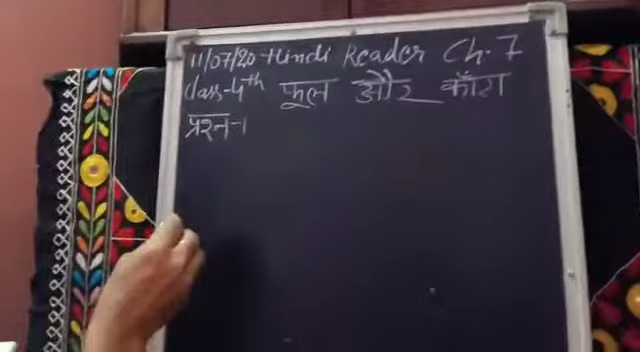 11/07/20 Hindi Reader Ch. 7
Class-4th फूल और काँटा
प्रश्न-1